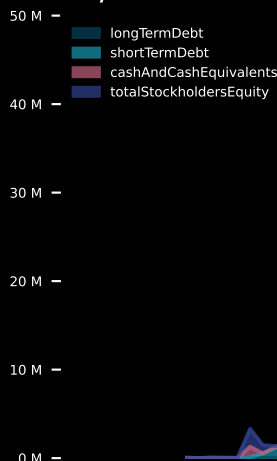 50 M
longTermDebt
shortTermDebt
cashAndCashEquivalents
totalStockholdersEquity
40 M
30 M
20 M
10 M
0 M